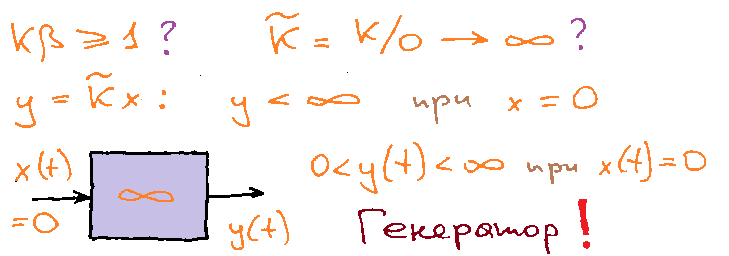 Kβ ≥ 1 ? K̃ = K/0 → ∞ ?
y = K̃x : y < ∞ при x = 0
x(t) = 0 ∞ y(t)
0 < y(t) < ∞ при x(t) = 0
Генератор!